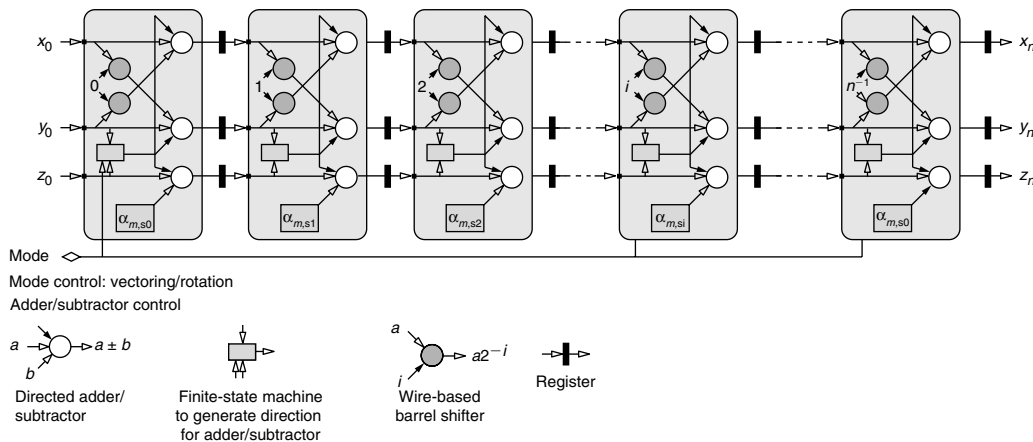 x0 xn
0 1 2 i n−1
y0 yn
z0 zn
αm,s0 αm,s1 αm,s2 αm,si αm,s0
Mode
Mode control: vectoring/rotation
Adder/subtractor control
a a ± b
b
a
i
a2−i
Directed adder/
subtractor
Finite-state machine
to generate direction
for adder/subtractor
Wire-based
barrel shifter
Register